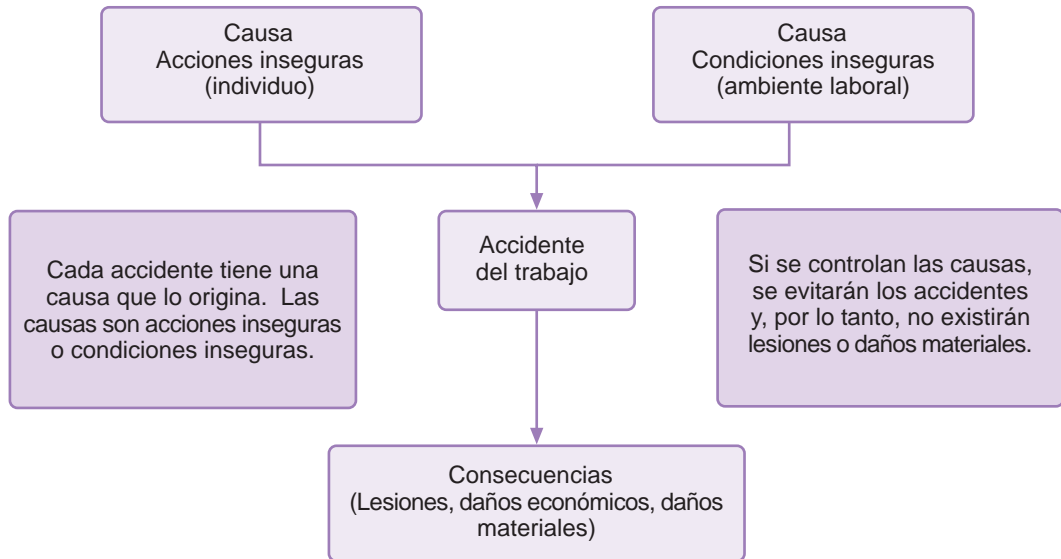 Causa
Acciones inseguras
(individuo)
Causa
Condiciones inseguras
(ambiente laboral)
Cada accidente tiene una
causa que lo origina. Las
causas son acciones inseguras
o condiciones inseguras.
Accidente
del trabajo
Si se controlan las causas,
se evitarán los accidentes
y, por lo tanto, no existirán
lesiones o daños materiales.
Consecuencias
(Lesiones, daños económicos, daños
materiales)